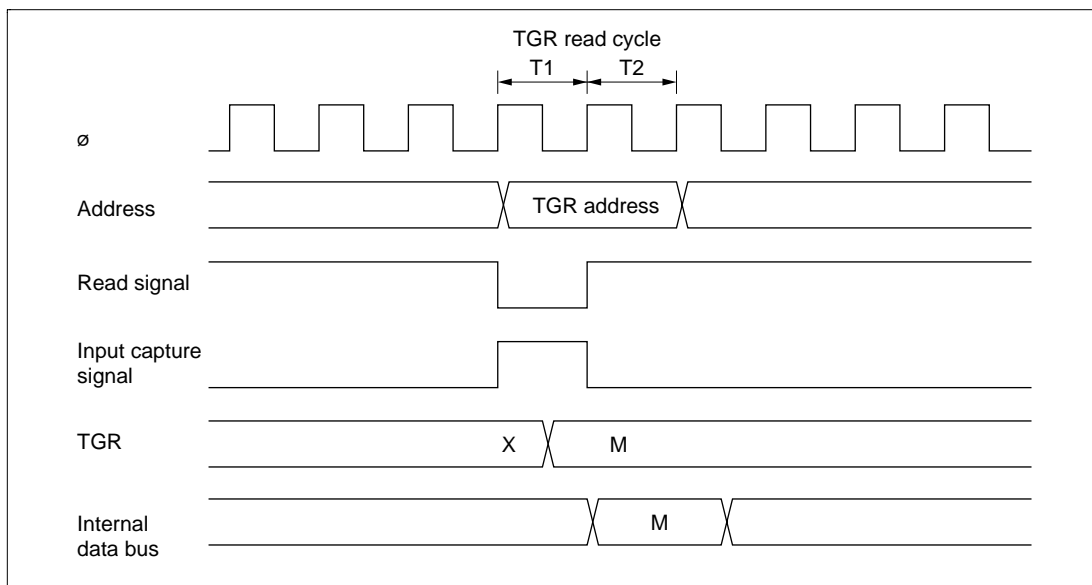 TGR read cycle
T1 T2
ø
Address
TGR address
Read signal
Input capture
signal
TGR
X M
Internal
data bus
M